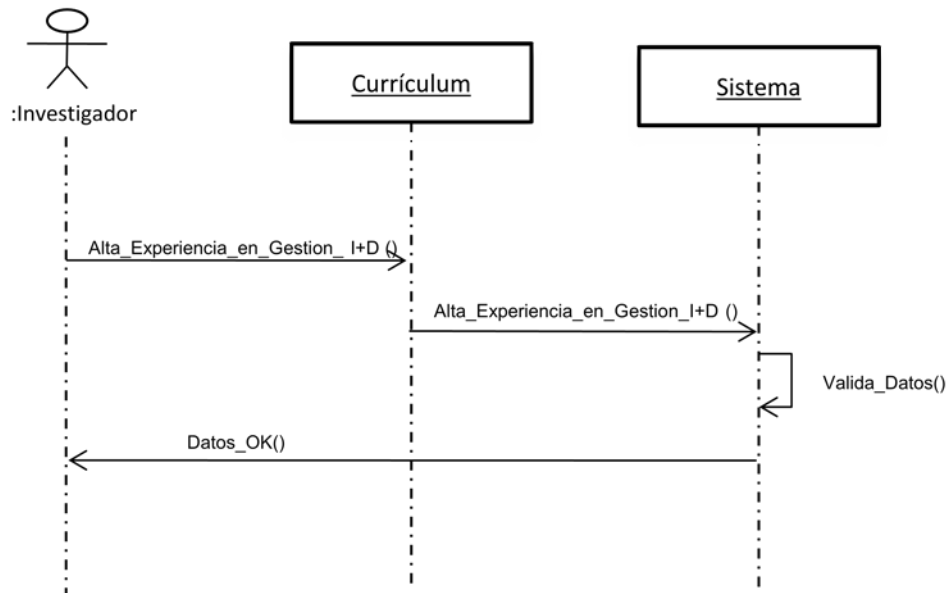 :Investigador
Currículum
Sistema
Alta_Experiencia_en_Gestion_ I+D ()
Alta_Experiencia_en_Gestion_I+D ()
Valida_Datos()
Datos_OK()